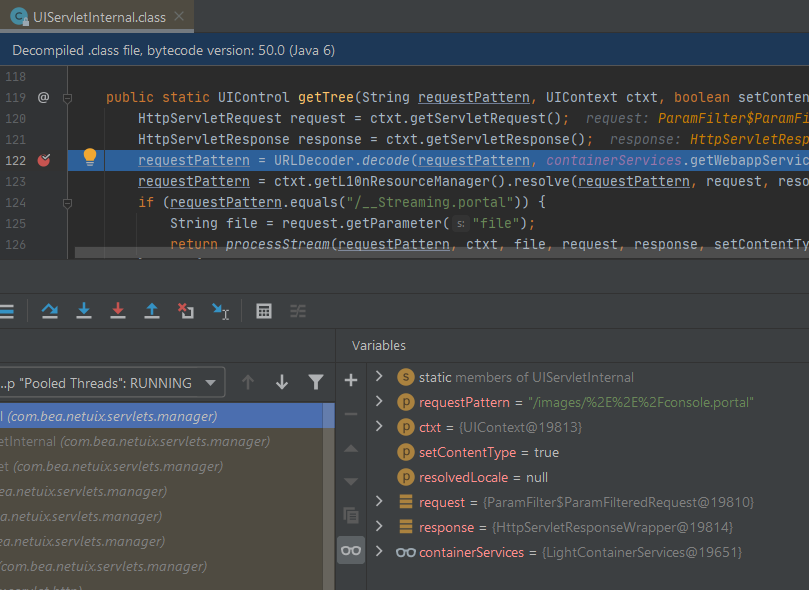 UIServletInternal.class
Decompiled .class file, bytecode version: 50.0 (Java 6)
118
119 @ public static UIControl getTree(String requestPattern, UIContext ctxt, boolean setConten
120 HttpServletRequest request = ctxt.getServletRequest(); request: ParamFilter$ParamFi
121 HttpServletResponse response = ctxt.getServletResponse(); response: HttpServletResp
122 requestPattern = URLDecoder.decode(requestPattern, containerServices.getWebappServic
123 requestPattern = ctxt.getL10nResourceManager().resolve(requestPattern, request, reso
124 if (requestPattern.equals("/__Streaming.portal")) {
125 String file = request.getParameter( s: "file");
126 return processStream(requestPattern, ctxt, file, request, response, setContentTy
Variables
..p "Pooled Threads": RUNNING
l (com.bea.netuix.servlets.manager)
etInternal (com.bea.netuix.servlets.manager)
et (com.bea.netuix.servlets.manager)
ea.netuix.servlets.manager)
a.netuix.servlets.manager)
ea.netuix.servlets.manager)
(com.bea.netuix.servlets.manager)
static members of UIServletInternal
requestPattern = "/images/%2E%2E%2Fconsole.portal"
ctxt = {UIContext@19813}
setContentType = true
resolvedLocale = null
request = {ParamFilter$ParamFilteredRequest@19810}
response = {HttpServletResponseWrapper@19814}
containerServices = {LightContainerServices@19651}